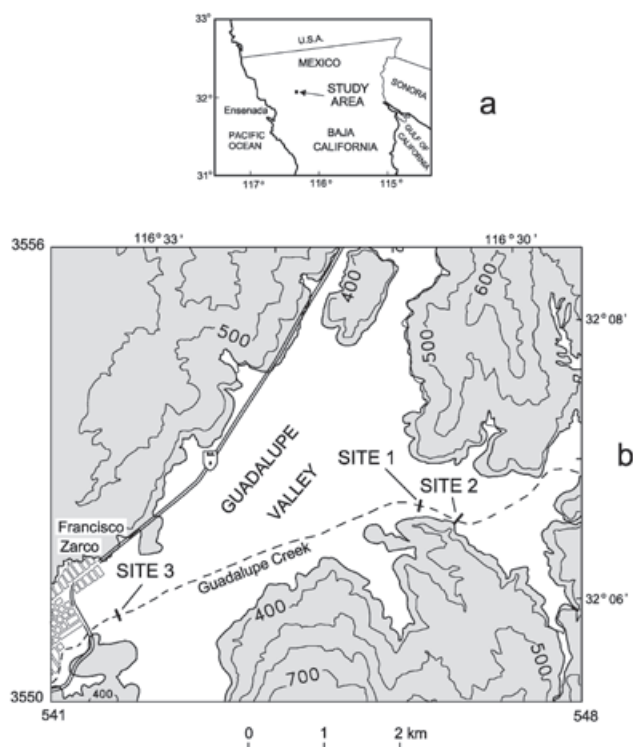 33°
U.S.A.
MEXICO
STUDY
AREA
SONORA
32°
Ensenada
PACIFIC
OCEAN
BAJA
CALIFORNIA
GULF OF
CALIFORNIA
31°
117°
116°
115°
a
3556
116° 33'
116° 30'
400
600
32° 08'
500
500
GUADALUPE
VALLEY
b
SITE 1
SITE 2
Francisco
Zarco
SITE 3
Guadalupe Creek
32° 06'
400
500
700
3550
400
541
548
0 1 2 km